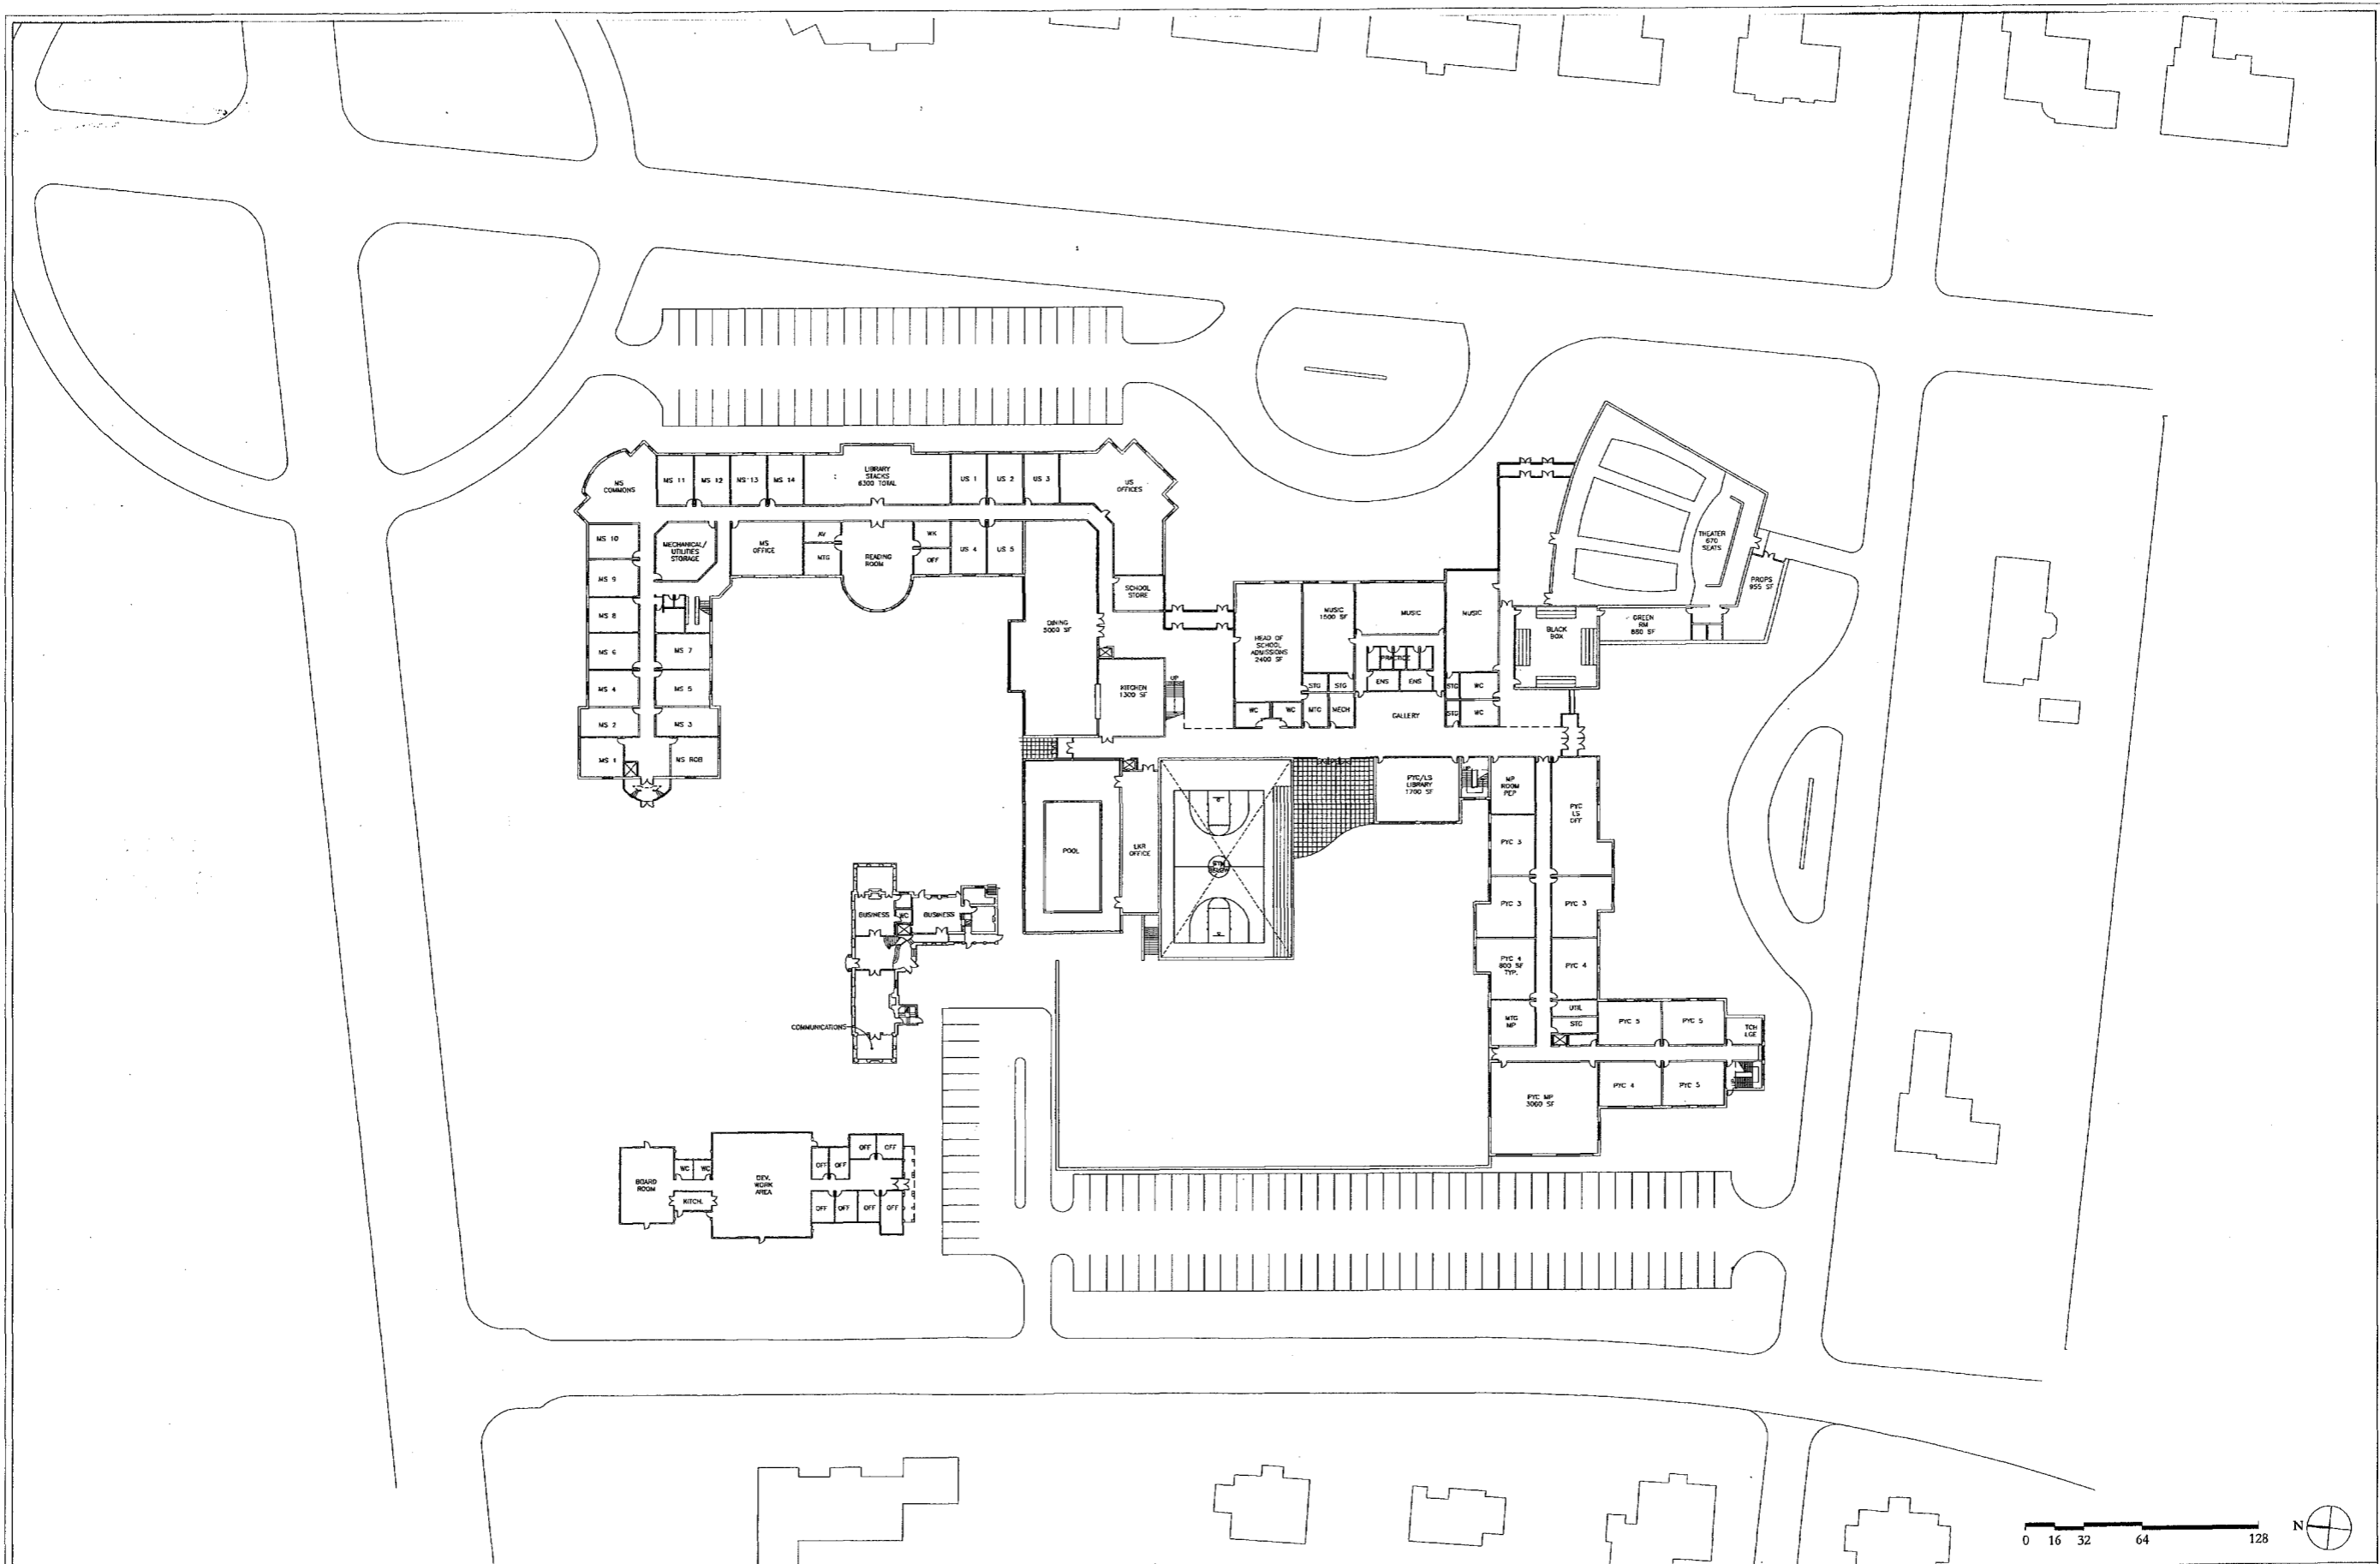 MS
COMMONS
MS 11
MS 12
MS 13
MS 14
LIBRARY
STACKS
6300 TOTAL
US 1
US 2
US 3
US
OFFICES
MS 10
MECHANICAL/
UTILITIES
STORAGE
MS
OFFICE
AV
MTG
READING
ROOM
WK
OFF
US 4
US 5
THEATER
670
SEATS
MS 9
PROPS
955 SF
SCHOOL
STORE
MS 8
DINING
5000 SF
MUSIC
1500 SF
MUSIC
MUSIC
BLACK
BOX
GREEN
RM
880 SF
MS 6
MS 7
HEAD OF
SCHOOL
ADMISSIONS
2400 SF
PRACTICE
MS 4
MS 5
KITCHEN
1300 SF
UP
STG
STG
ENS
ENS
STG
WC
MS 2
MS 3
WC
WC
MTG
MECH
GALLERY
STG
WC
MS 1
PYC/LS
LIBRARY
1700 SF
MP
ROOM
PEP
PYC
LS
OFF
POOL
LKR
OFFICE
PYC 3
BUSINESS
WC
BUSINESS
PYC 3
PYC 3
PYC 4
800 SF
TYP.
PYC 4
COMMUNICATIONS
MTG
MP
UTIL
STG
PYC 5
PYC 5
TCH
LGE
PYC MP
3060 SF
PYC 4
PYC 5
BOARD
ROOM
WC
WC
KITCH.
DEV.
WORK
AREA
OFF
OFF
OFF
OFF
OFF
OFF
OFF
OFF
0 16 32 64 128
N